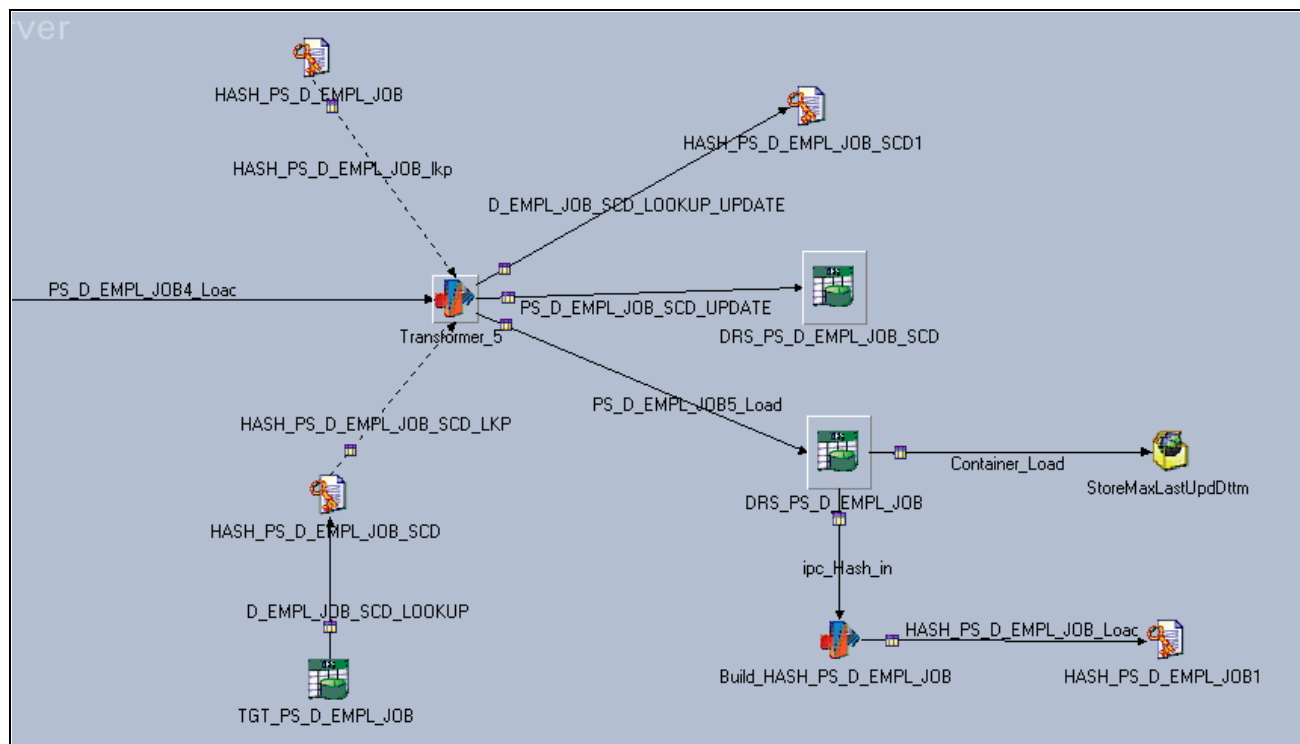 rver
HASH_PS_D_EMPL_JOB
HASH_PS_D_EMPL_JOB_SCD1
HASH_PS_D_EMPL_JOB_lkp
D_EMPL_JOB_SCD_LOOKUP_UPDATE
PS_D_EMPL_JOB4_Loac
PS_D_EMPL_JOB_SCD_UPDATE
Transformer_5
DRS_PS_D_EMPL_JOB_SCD
PS_D_EMPL_JOB5_Load
HASH_PS_D_EMPL_JOB_SCD_LKP
Container_Load
StoreMaxLastUpdDttm
DRS_PS_D_EMPL_JOB
HASH_PS_D_EMPL_JOB_SCD
ipc_Hash_in
D_EMPL_JOB_SCD_LOOKUP
HASH_PS_D_EMPL_JOB_Loac
Build_HASH_PS_D_EMPL_JOB
HASH_PS_D_EMPL_JOB1
TGT_PS_D_EMPL_JOB